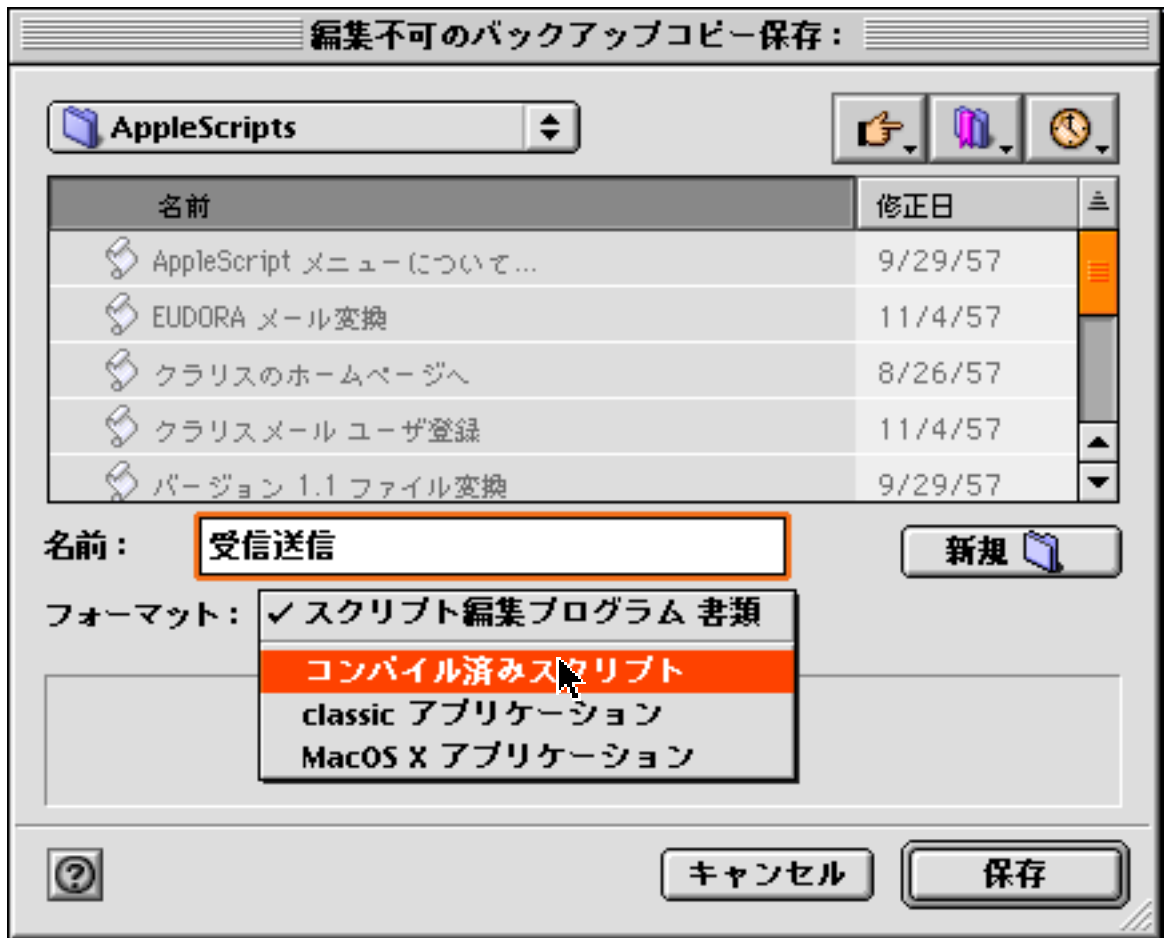 編集不可のバックアップコピー保存：
AppleScripts
名前 修正日
AppleScript メニューについて... 9/29/57
EUDORA メール変換 11/4/57
クラリスのホームページへ 8/26/57
クラリスメール ユーザ登録 11/4/57
バージョン 1.1 ファイル変換 9/29/57
名前： 受信送信 新規
フォーマット： ✓ スクリプト編集プログラム 書類
コンパイル済みスクリプト
classic アプリケーション
MacOS X アプリケーション
? キャンセル 保存